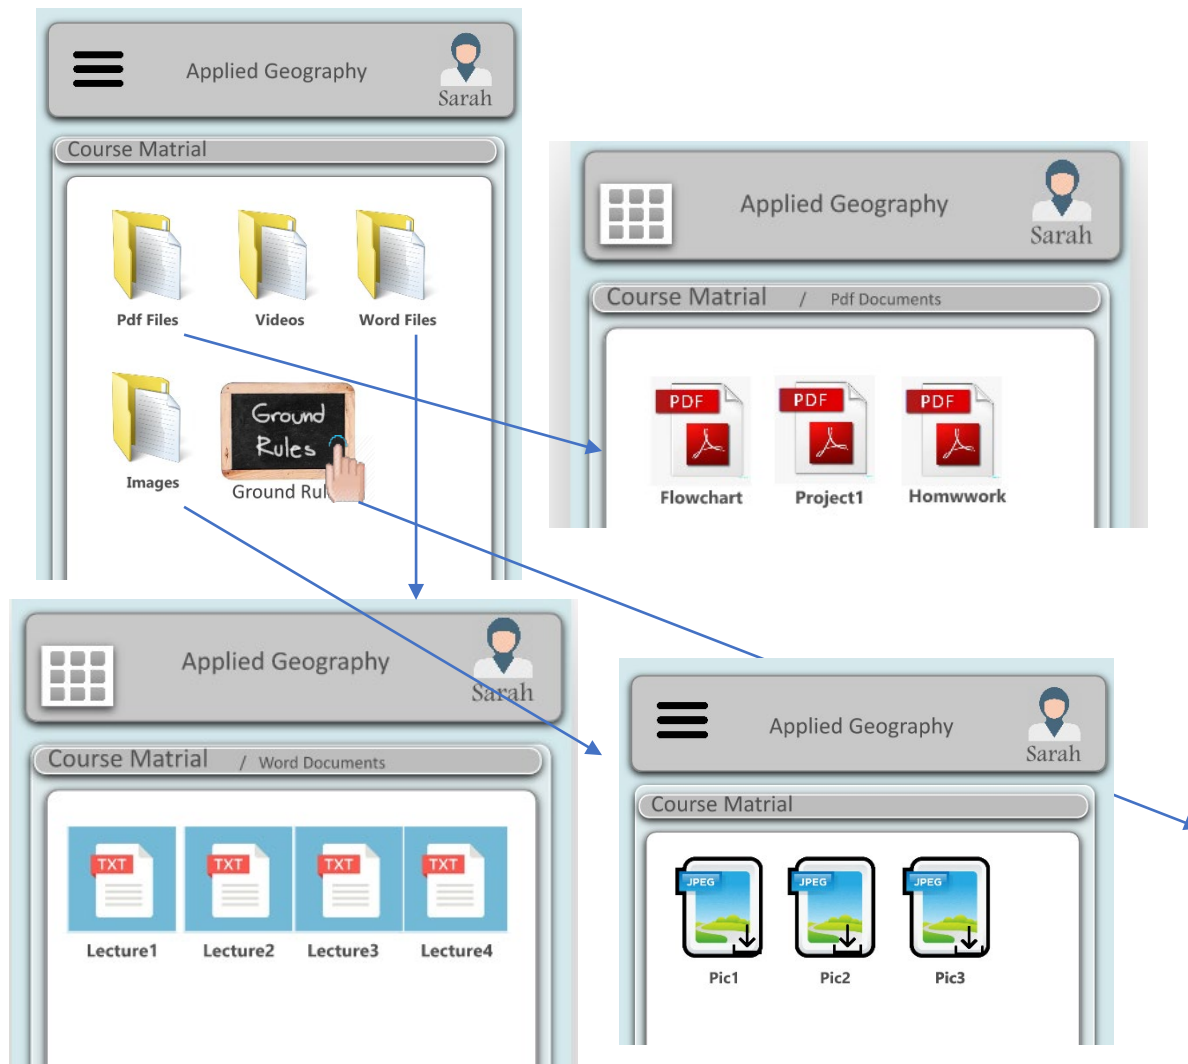 Applied Geography
Sarah
Course Matrial
Pdf Files
Videos
Word Files
Images
Ground
Rules
Ground Rul
Applied Geography
Sarah
Course Matrial / Pdf Documents
PDF
PDF
PDF
Flowchart
Project1
Homwwork
Applied Geography
Sarah
Course Matrial / Word Documents
TXT
TXT
TXT
TXT
Lecture1
Lecture2
Lecture3
Lecture4
Applied Geography
Sarah
Course Matrial
JPEG
JPEG
JPEG
Pic1
Pic2
Pic3